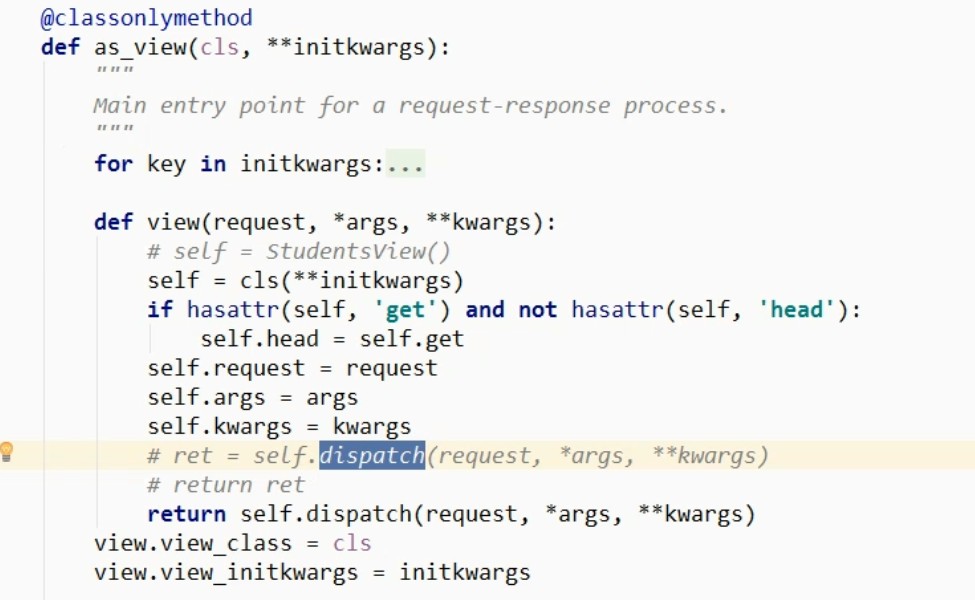 @classonlymethod
def as_view(cls, **initkwargs):
"""
Main entry point for a request-response process.
"""
for key in initkwargs:...
def view(request, *args, **kwargs):
# self = StudentsView()
self = cls(**initkwargs)
if hasattr(self, 'get') and not hasattr(self, 'head'):
self.head = self.get
self.request = request
self.args = args
self.kwargs = kwargs
# ret = self.dispatch(request, *args, **kwargs)
# return ret
return self.dispatch(request, *args, **kwargs)
view.view_class = cls
view.view_initkwargs = initkwargs